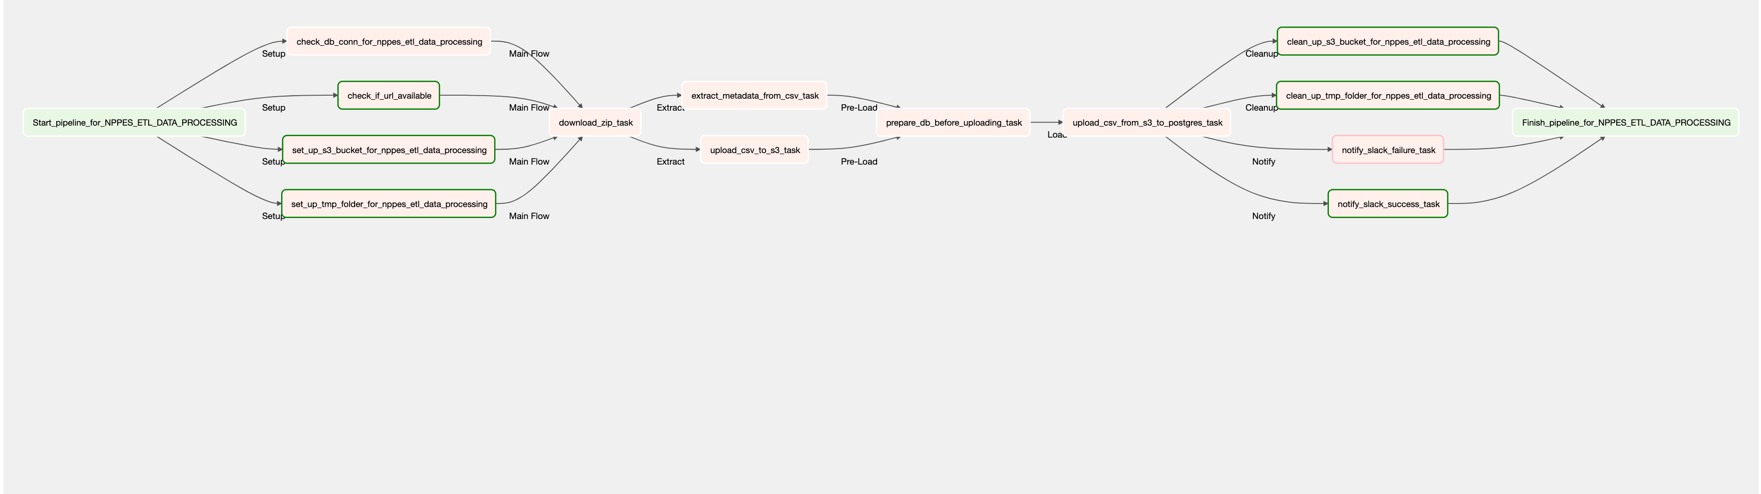 Start_pipeline_for_NPPES_ETL_DATA_PROCESSING
Setup
check_db_conn_for_nppes_etl_data_processing
Setup
check_if_url_available
Setup
set_up_s3_bucket_for_nppes_etl_data_processing
Setup
set_up_tmp_folder_for_nppes_etl_data_processing
Main Flow
Main Flow
Main Flow
Main Flow
download_zip_task
Extract
extract_metadata_from_csv_task
Extract
upload_csv_to_s3_task
Pre-Load
Pre-Load
prepare_db_before_uploading_task
Load
upload_csv_from_s3_to_postgres_task
Cleanup
clean_up_s3_bucket_for_nppes_etl_data_processing
Cleanup
clean_up_tmp_folder_for_nppes_etl_data_processing
Notify
notify_slack_failure_task
Notify
notify_slack_success_task
Finish_pipeline_for_NPPES_ETL_DATA_PROCESSING